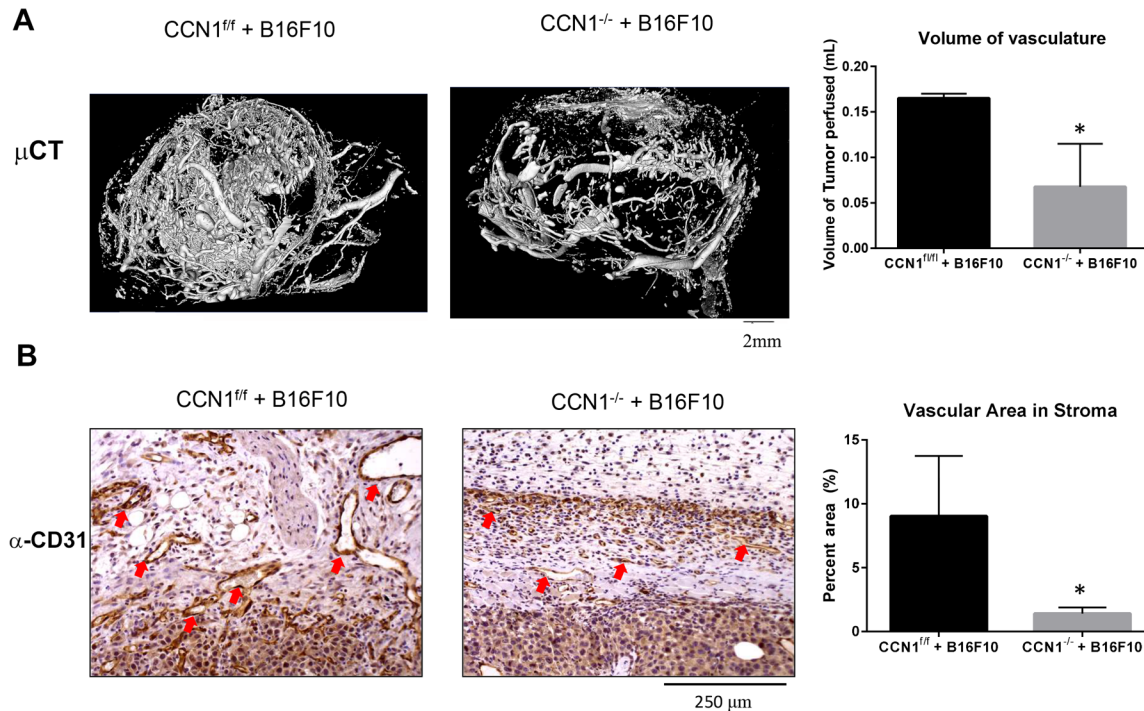 A
CCN1f/f + B16F10
CCN1-/- + B16F10
μCT
2mm
Volume of vasculature
Volume of Tumor perfused (mL)
0.20
0.15
0.10
0.05
0.00
*
CCN1fl/fl + B16F10
CCN1-/- + B16F10
B
CCN1f/f + B16F10
CCN1-/- + B16F10
α-CD31
250 μm
Vascular Area in Stroma
Percent area (%)
15
10
5
0
*
CCN1f/f + B16F10
CCN1-/- + B16F10